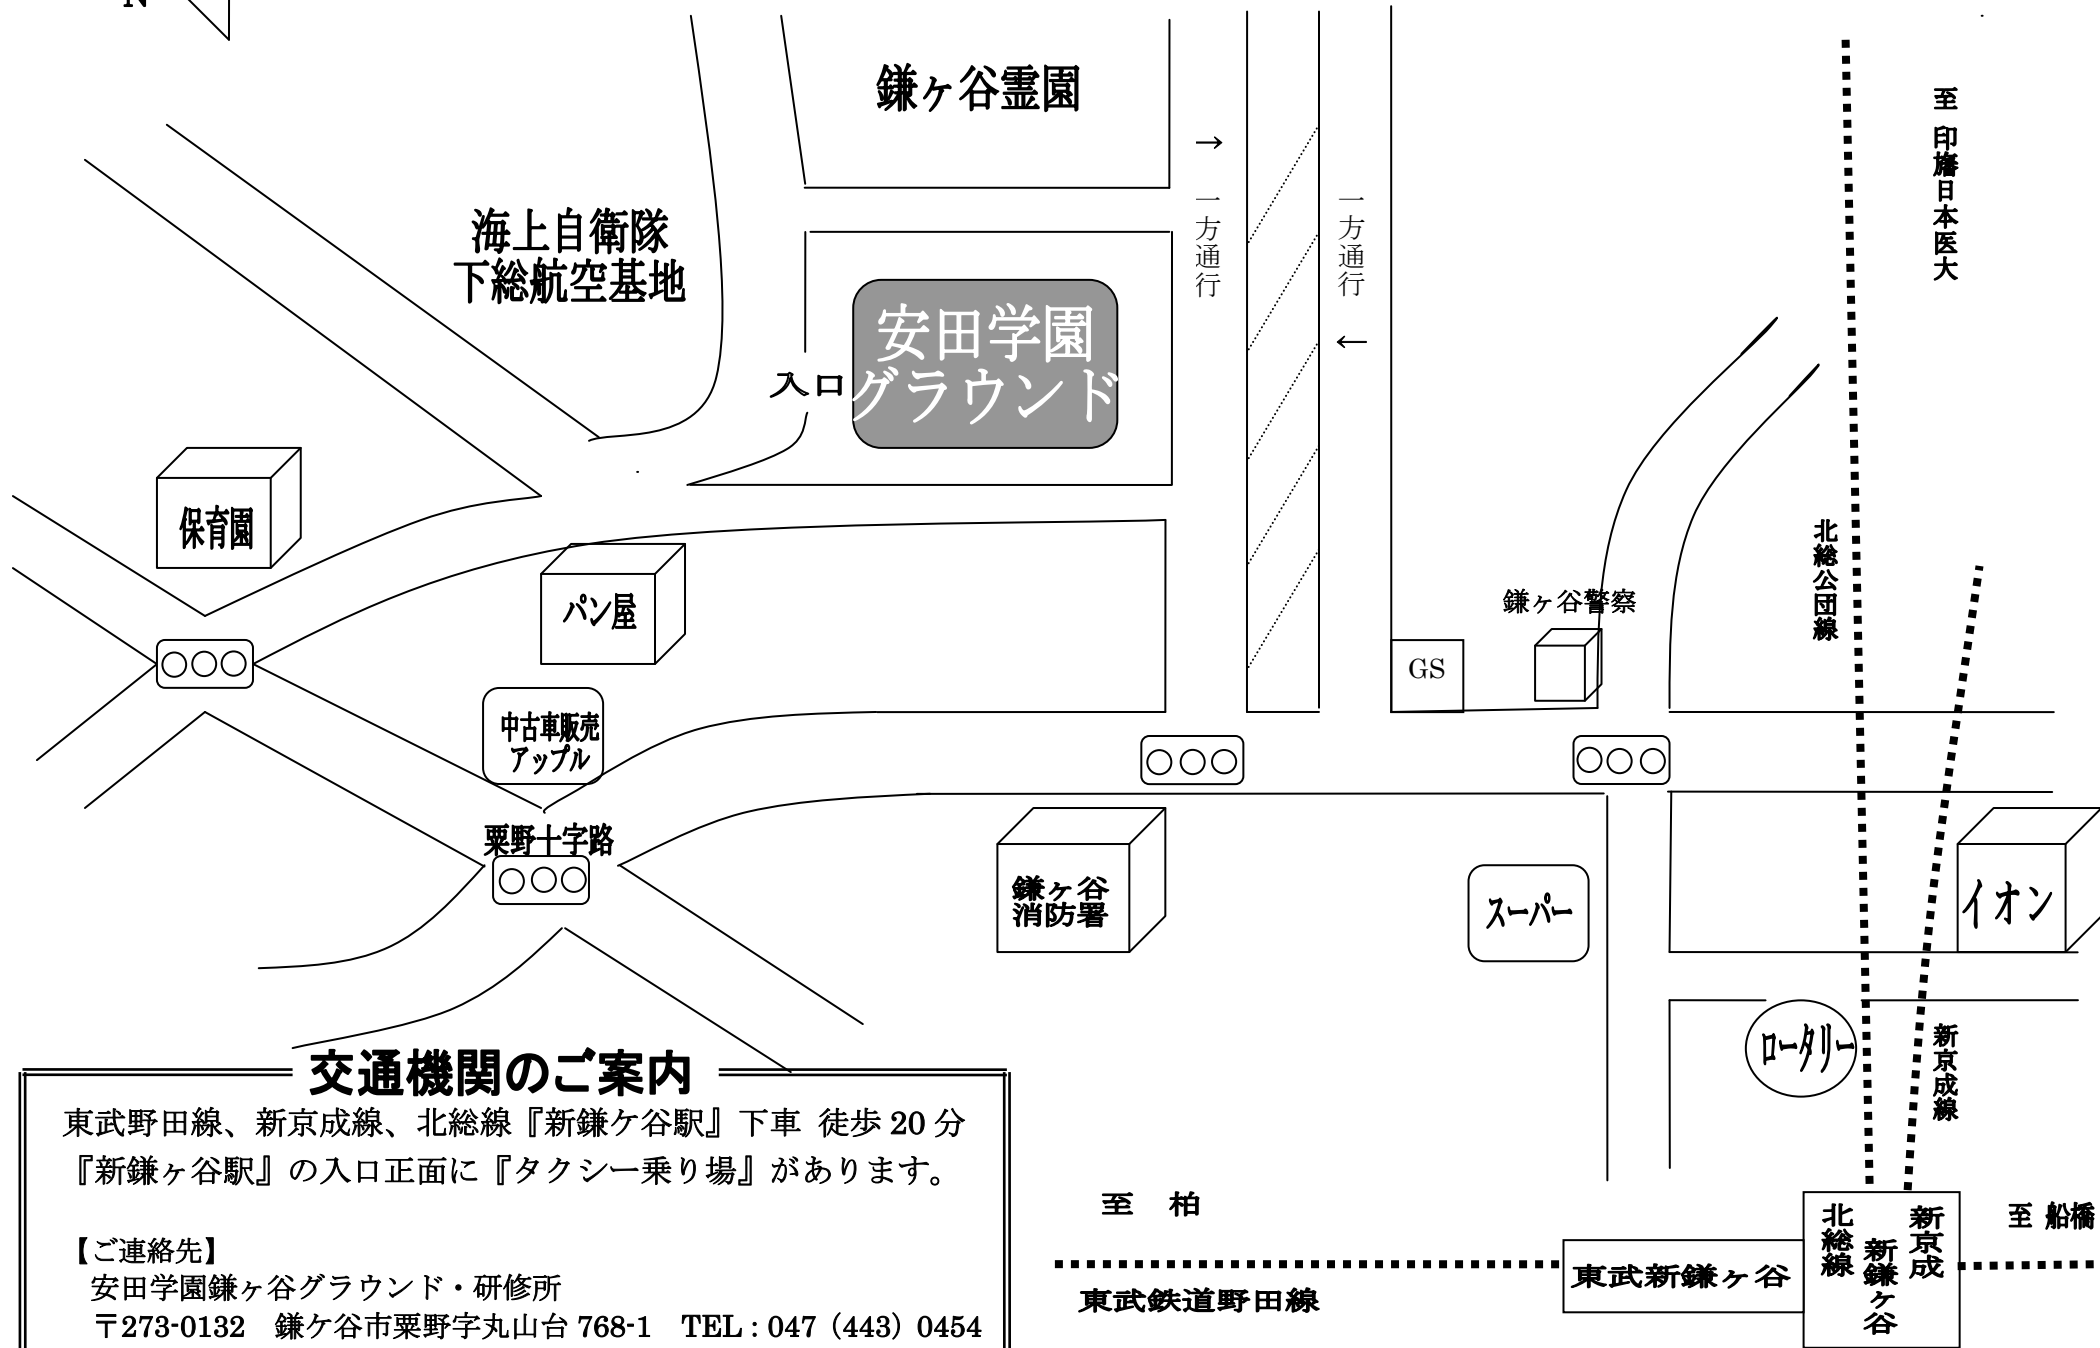 N
鎌ヶ谷霊園
→
一方通行
一方通行
←
至 印旛日本医大
海上自衛隊
下総航空基地
安田学園
グラウンド
入口
保育園
パン屋
北総公団線
鎌ヶ谷警察
GS
中古車販売
アップル
粟野十字路
鎌ヶ谷
消防署
スーパー
イオン
ロータリー
新京成線
交通機関のご案内
東武野田線、新京成線、北総線『新鎌ケ谷駅』下車 徒歩 20 分
『新鎌ヶ谷駅』の入口正面に『タクシー乗り場』があります。
【ご連絡先】
安田学園鎌ヶ谷グラウンド・研修所
〒273-0132 鎌ケ谷市粟野字丸山台 768-1 TEL : 047 (443) 0454
至 柏
東武鉄道野田線
東武新鎌ヶ谷
北総線
新鎌ヶ谷
新京成
至 船橋